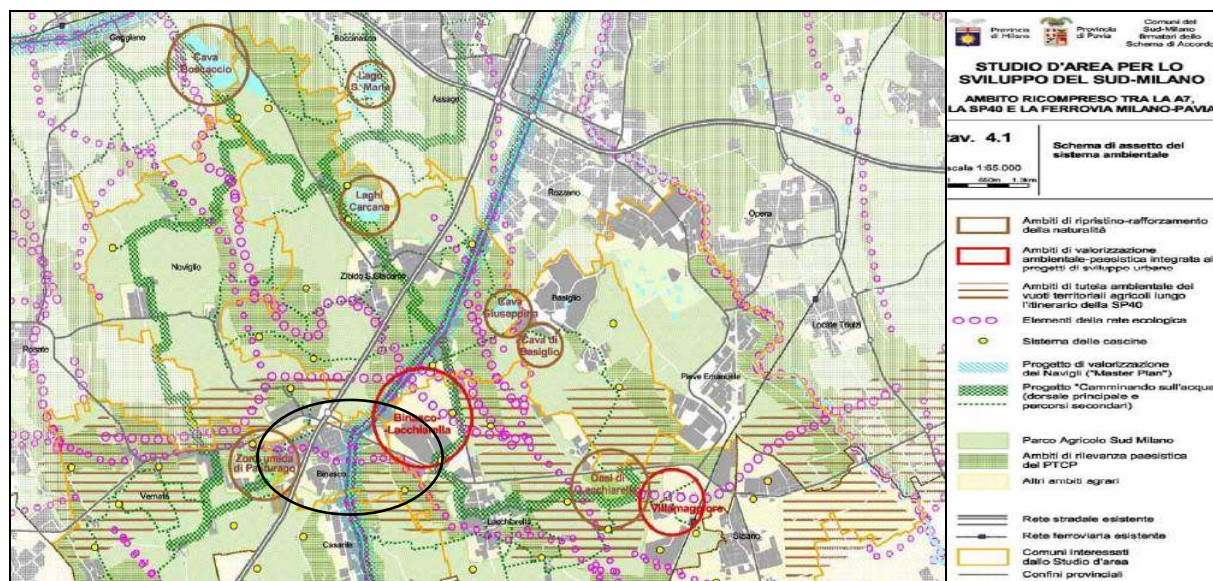 Gaggiano
Cava
Boscaccio
Buccinasco
Lago
S. Maria
Assago
Laghi
Carcana
Rozzano
Opera
Noviglio
Zibido S.Giacomo
Cava
Giuseppina
Basiglio
Cava di
Basiglio
Locate Triulzi
Rosate
Pieve Emanuele
Binasco-
-Lacchiarella
Zona umida
di Pasturago
Binasco
Vernate
Oasi di
Lacchiarella
Villamaggiore
Lacchiarella
Casarile
Siziano
Provincia
di Milano
Provincia
di Pavia
Comuni del
Sud-Milano
firmatari dello
Schema di Accordo
STUDIO D'AREA PER LO
SVILUPPO DEL SUD-MILANO
AMBITO RICOMPRESO TRA LA A7,
LA SP40 E LA FERROVIA MILANO-PAVIA
tav. 4.1
Schema di assetto del
sistema ambientale
scala 1:65.000
650m 1.3km
Ambiti di ripristino-rafforzamento
della naturalità
Ambiti di valorizzazione
ambientale-paesistica integrata ai
progetti di sviluppo urbano
Ambiti di tutela ambientale dei
vuoti territoriali agricoli lungo
l'itinerario della SP40
Elementi della rete ecologica
Sistema delle cascine
Progetto di valorizzazione
dei Navigli ("Master Plan")
Progetto "Camminando sull'acqua"
(dorsale principale e
percorsi secondari)
Parco Agricolo Sud Milano
Ambiti di rilevanza paesistica
del PTCP
Altri ambiti agrari
Rete stradale esistente
Rete ferroviaria esistente
Comuni interessati
dallo Studio d'area
Confini provinciali